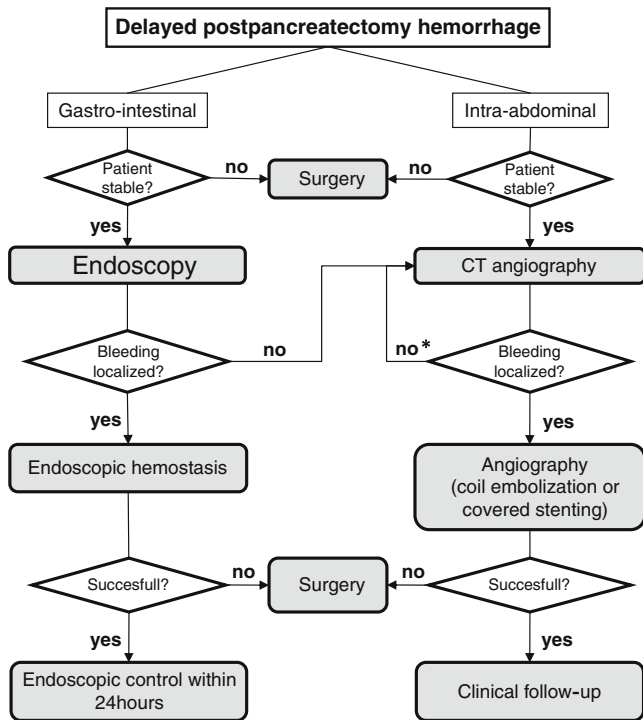 Delayed postpancreatectomy hemorrhage
Gastro-intestinal
Intra-abdominal
Patient
stable?
no
Surgery
no
Patient
stable?
yes
yes
Endoscopy
CT angiography
Bleeding
localized?
no
no*
Bleeding
localized?
yes
yes
Endoscopic hemostasis
Angiography
(coil embolization or
covered stenting)
Succesfull?
no
Surgery
no
Succesfull?
yes
yes
Endoscopic control within
24hours
Clinical follow-up